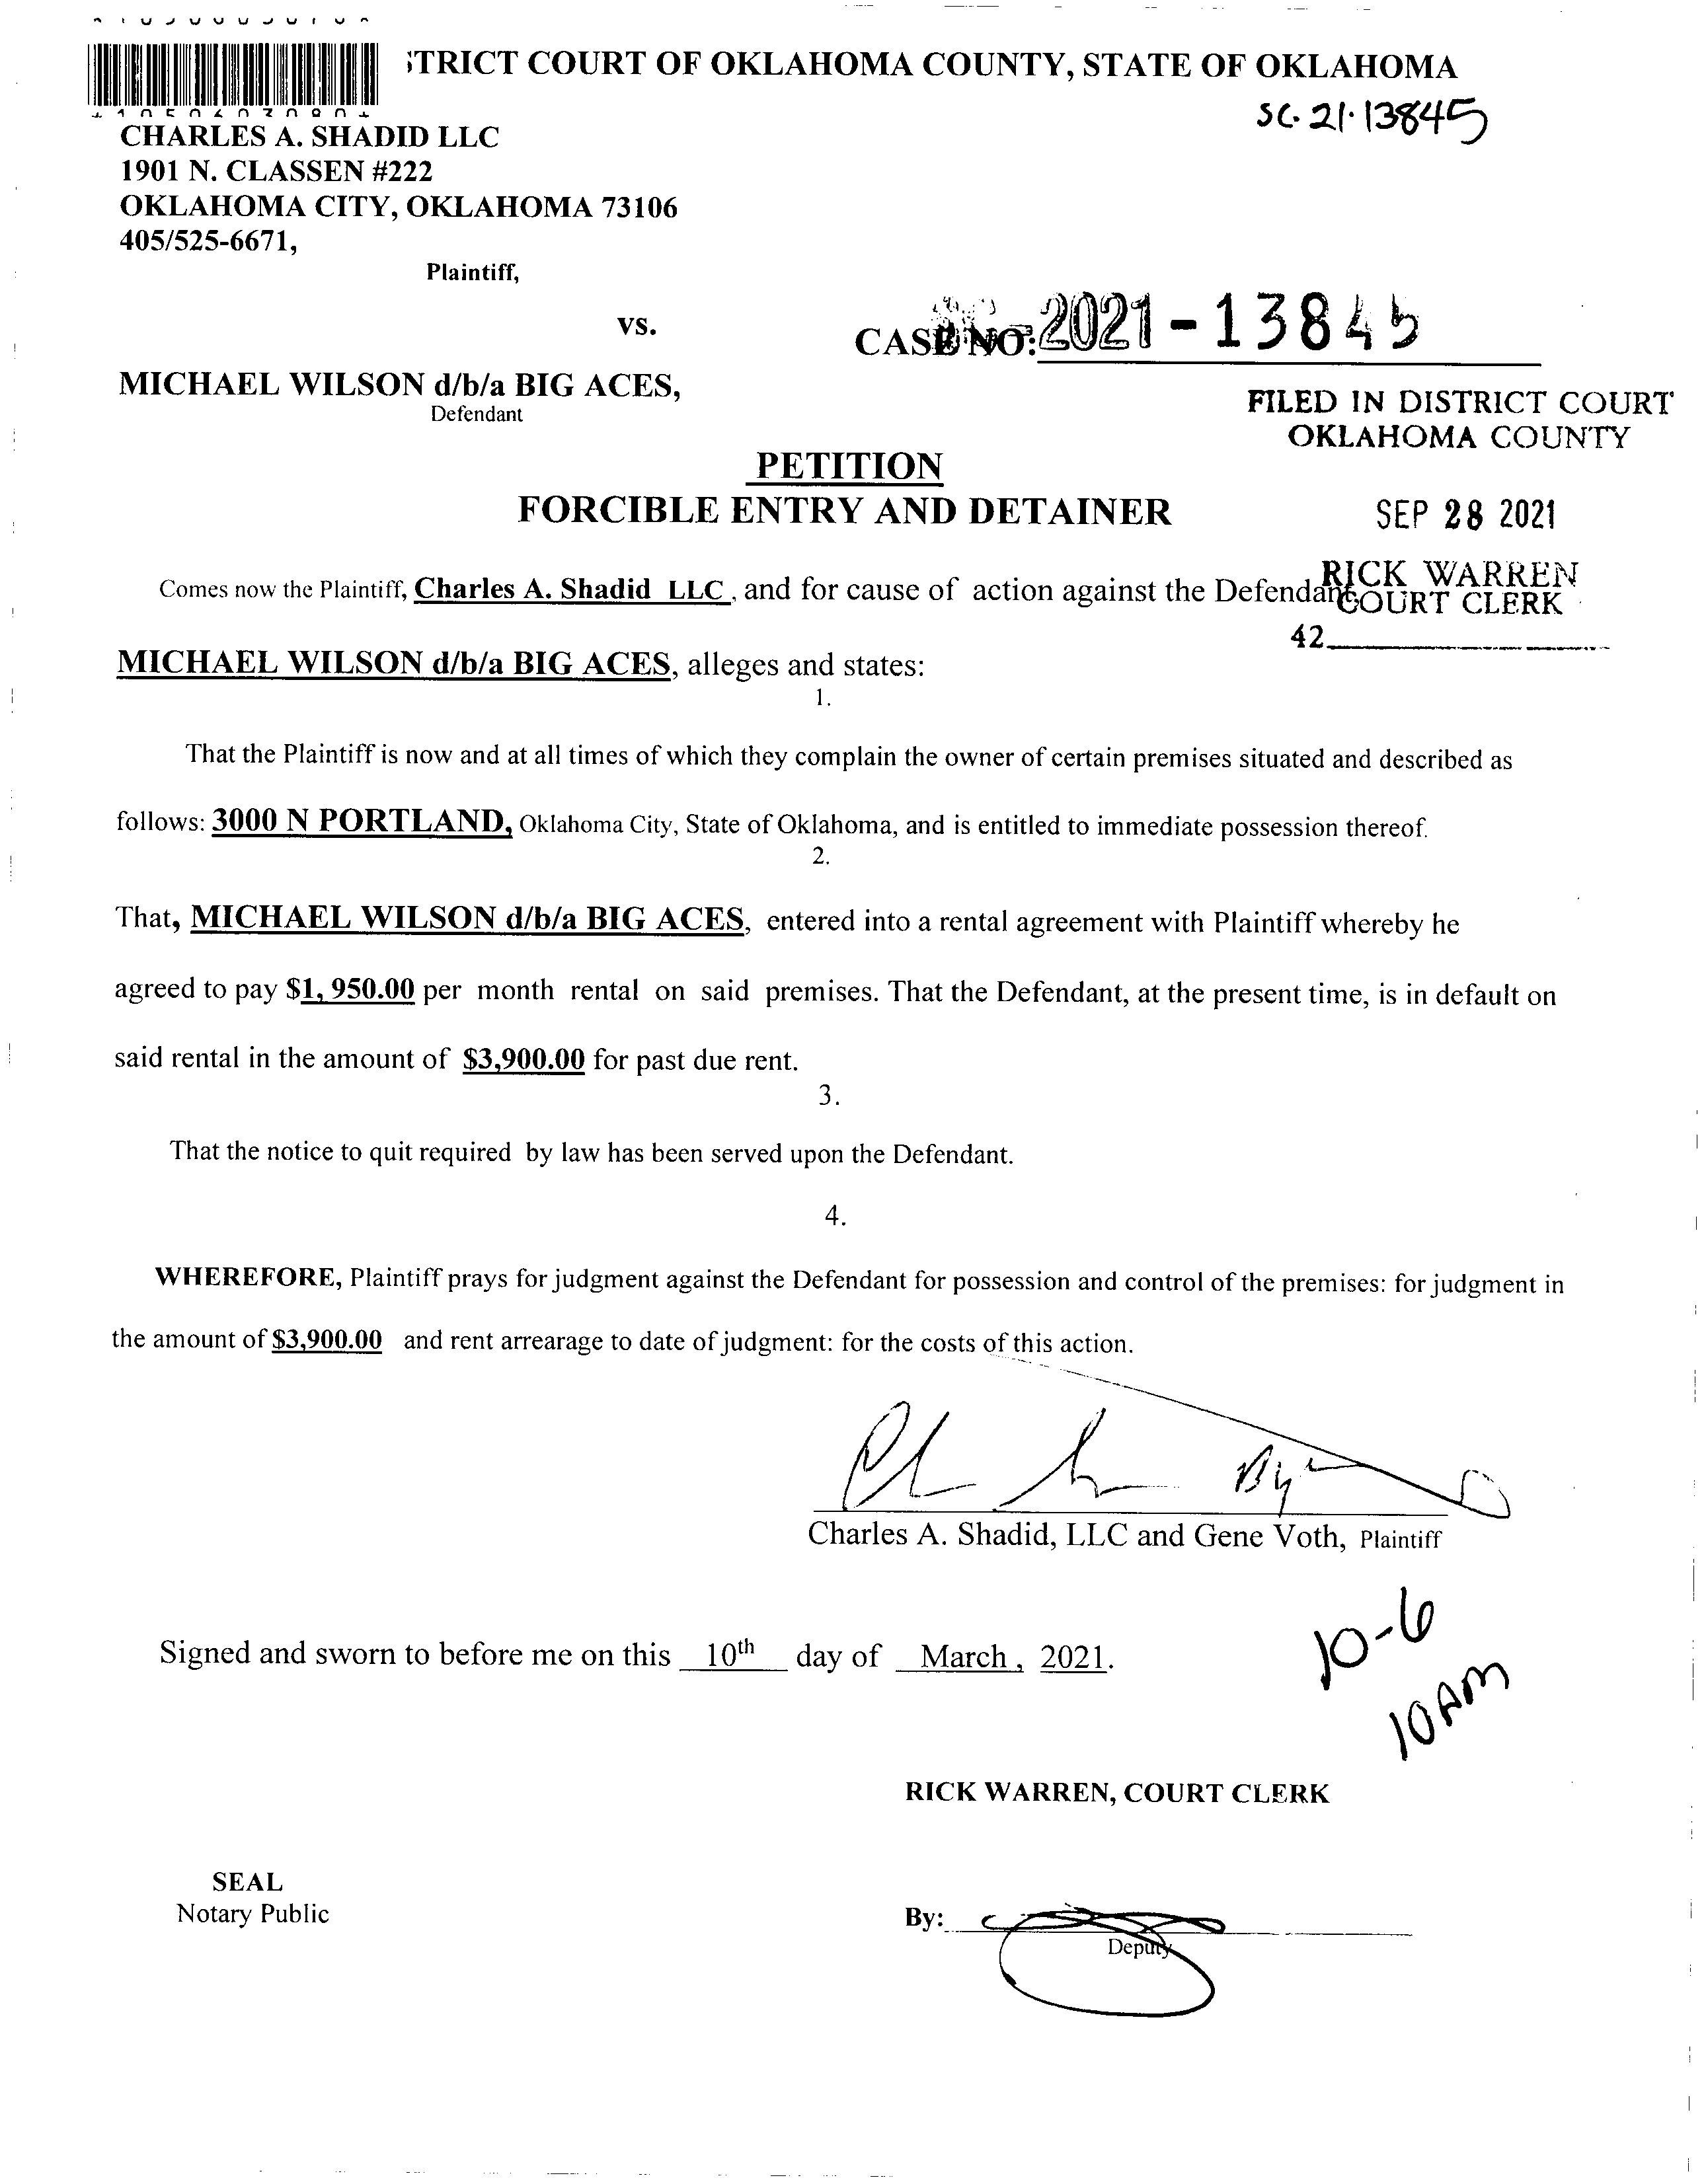 TRICT COURT OF OKLAHOMA COUNTY, STATE OF OKLAHOMA
SC-21-13845
CHARLES A. SHADID LLC
1901 N. CLASSEN #222
OKLAHOMA CITY, OKLAHOMA 73106
405/525-6671,
Plaintiff,
vs.
CASE NO: 2021-13845
MICHAEL WILSON d/b/a BIG ACES,
Defendant
FILED IN DISTRICT COURT
OKLAHOMA COUNTY
PETITION
FORCIBLE ENTRY AND DETAINER
SEP 28 2021
RICK WARREN
COURT CLERK
42
Comes now the Plaintiff, Charles A. Shadid LLC, and for cause of action against the Defendant,
MICHAEL WILSON d/b/a BIG ACES, alleges and states:
1.
That the Plaintiff is now and at all times of which they complain the owner of certain premises situated and described as
follows: 3000 N PORTLAND, Oklahoma City, State of Oklahoma, and is entitled to immediate possession thereof.
2.
That, MICHAEL WILSON d/b/a BIG ACES, entered into a rental agreement with Plaintiff whereby he
agreed to pay $1, 950.00 per month rental on said premises. That the Defendant, at the present time, is in default on
said rental in the amount of $3,900.00 for past due rent.
3.
That the notice to quit required by law has been served upon the Defendant.
4.
WHEREFORE, Plaintiff prays for judgment against the Defendant for possession and control of the premises: for judgment in
the amount of $3,900.00 and rent arrearage to date of judgment: for the costs of this action.
Charles A. Shadid, LLC and Gene Voth, Plaintiff
10-6
10AM
Signed and sworn to before me on this 10th day of March, 2021.
RICK WARREN, COURT CLERK
SEAL
Notary Public
By:
Deputy